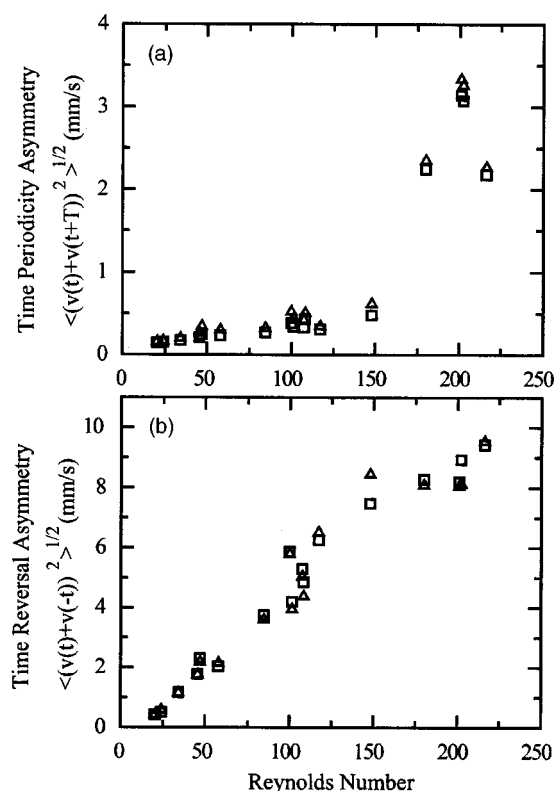 (a)
Time Periodicity Asymmetry
<(v(t)+v(t+T))²>^1/2 (mm/s)
4
3
2
1
0
0 50 100 150 200 250
(b)
Time Reversal Asymmetry
<(v(t)+v(-t))²>^1/2 (mm/s)
10
8
6
4
2
0
0 50 100 150 200 250
Reynolds Number